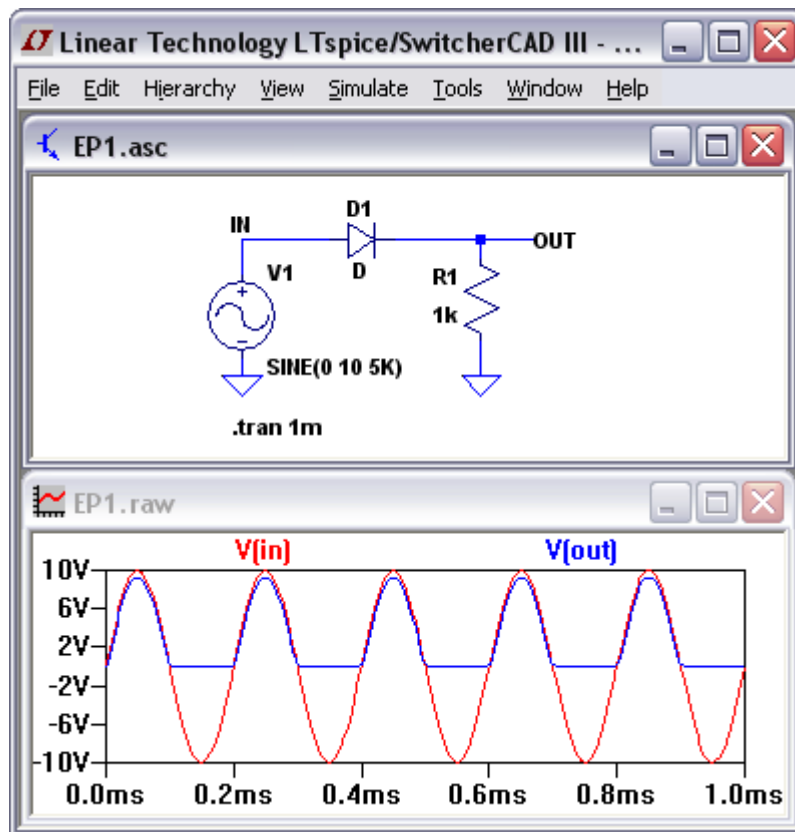 Linear Technology LTspice/SwitcherCAD III - ...
File Edit Hierarchy View Simulate Tools Window Help
EP1.asc
D1
IN
OUT
V1
D
R1
1k
SINE(0 10 5K)
.tran 1m
EP1.raw
V(in) V(out)
10V
6V
2V
-2V
-6V
-10V
0.0ms 0.2ms 0.4ms 0.6ms 0.8ms 1.0ms